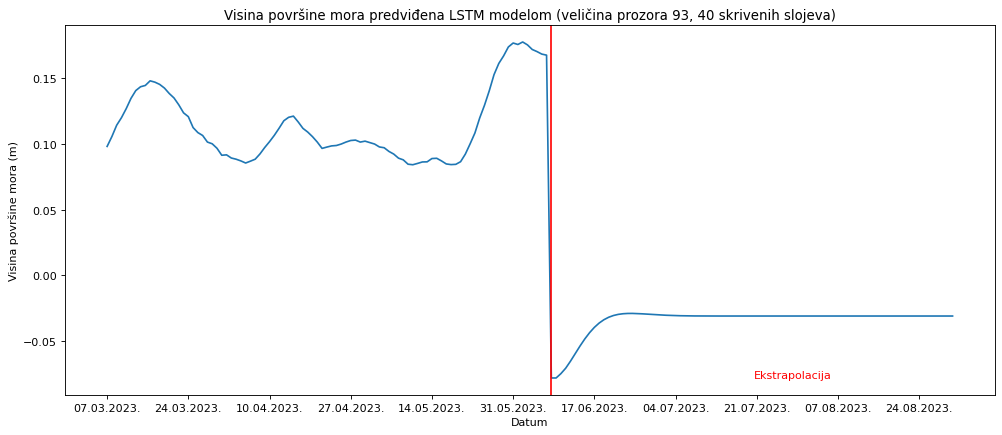 Visina površine mora predviđena LSTM modelom (veličina prozora 93, 40 skrivenih slojeva)
Visina površine mora (m)
0.15
0.10
0.05
0.00
−0.05
Ekstrapolacija
07.03.2023. 24.03.2023. 10.04.2023. 27.04.2023. 14.05.2023. 31.05.2023. 17.06.2023. 04.07.2023. 21.07.2023. 07.08.2023. 24.08.2023.
Datum